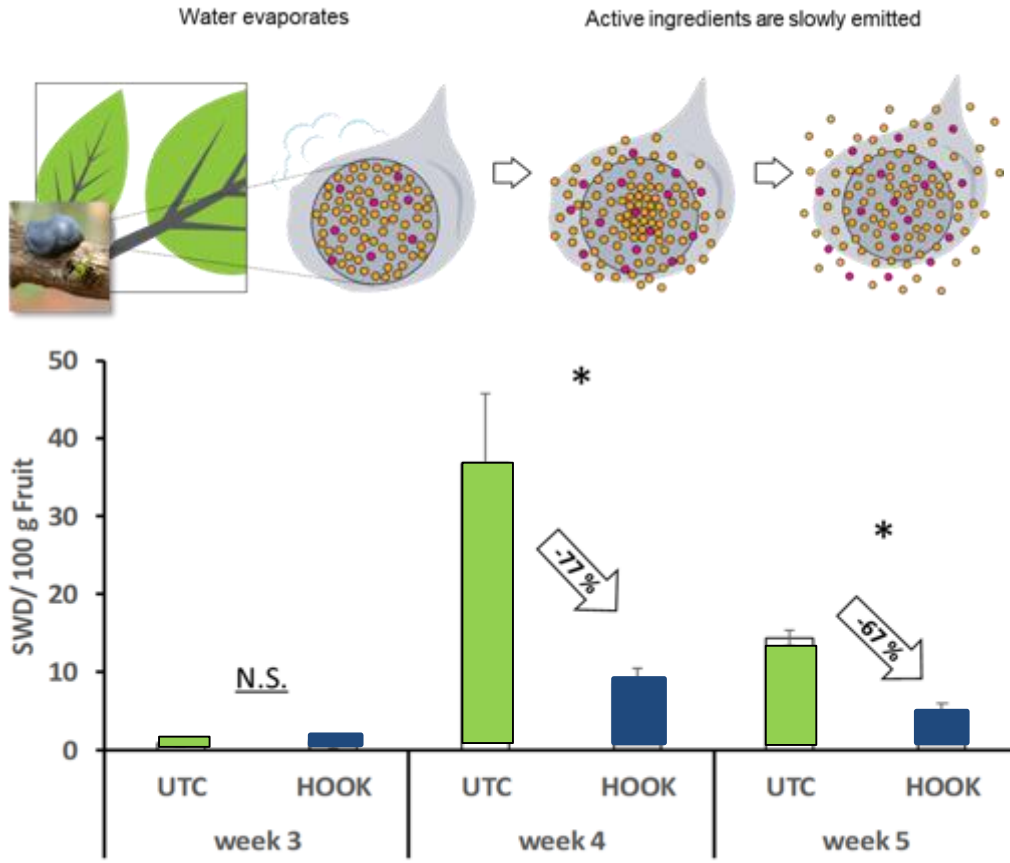 Water evaporates
Active ingredients are slowly emitted
SWD/ 100 g Fruit
50
40
30
20
10
0
N.S.
*
-77 %
*
-67 %
UTC
HOOK
UTC
HOOK
UTC
HOOK
week 3
week 4
week 5